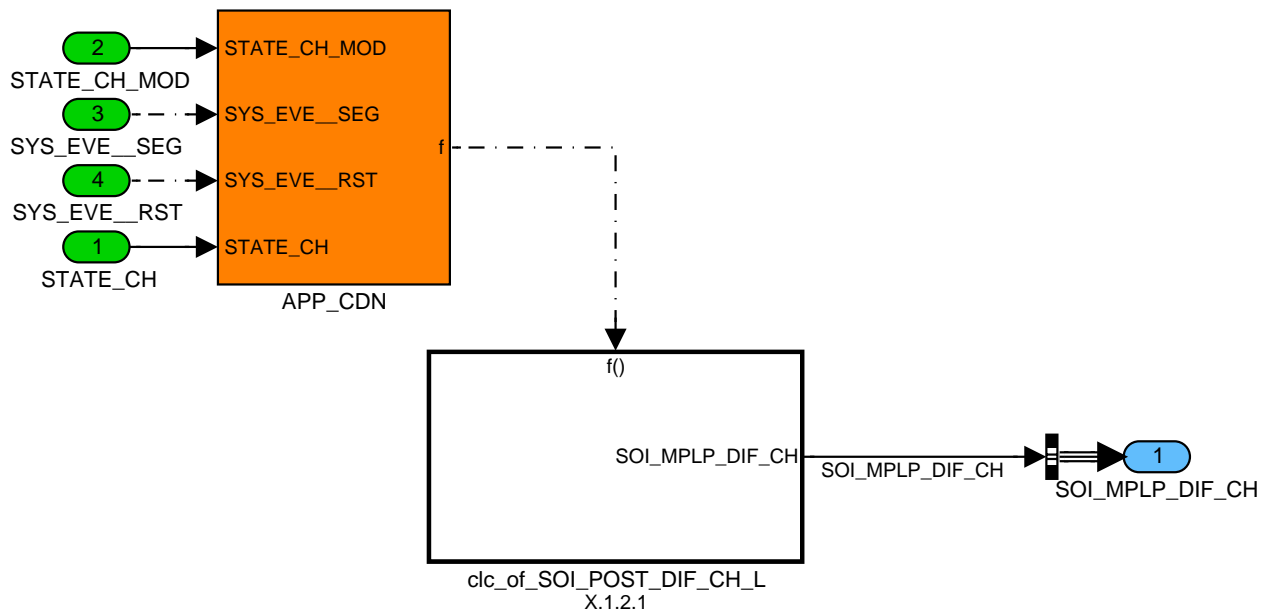 2
STATE_CH_MOD
3
SYS_EVE__SEG
4
SYS_EVE__RST
1
STATE_CH
STATE_CH_MOD
SYS_EVE__SEG
f
SYS_EVE__RST
STATE_CH
APP_CDN
f()
SOI_MPLP_DIF_CH
clc_of_SOI_POST_DIF_CH_L
X.1.2.1
SOI_MPLP_DIF_CH
1
SOI_MPLP_DIF_CH